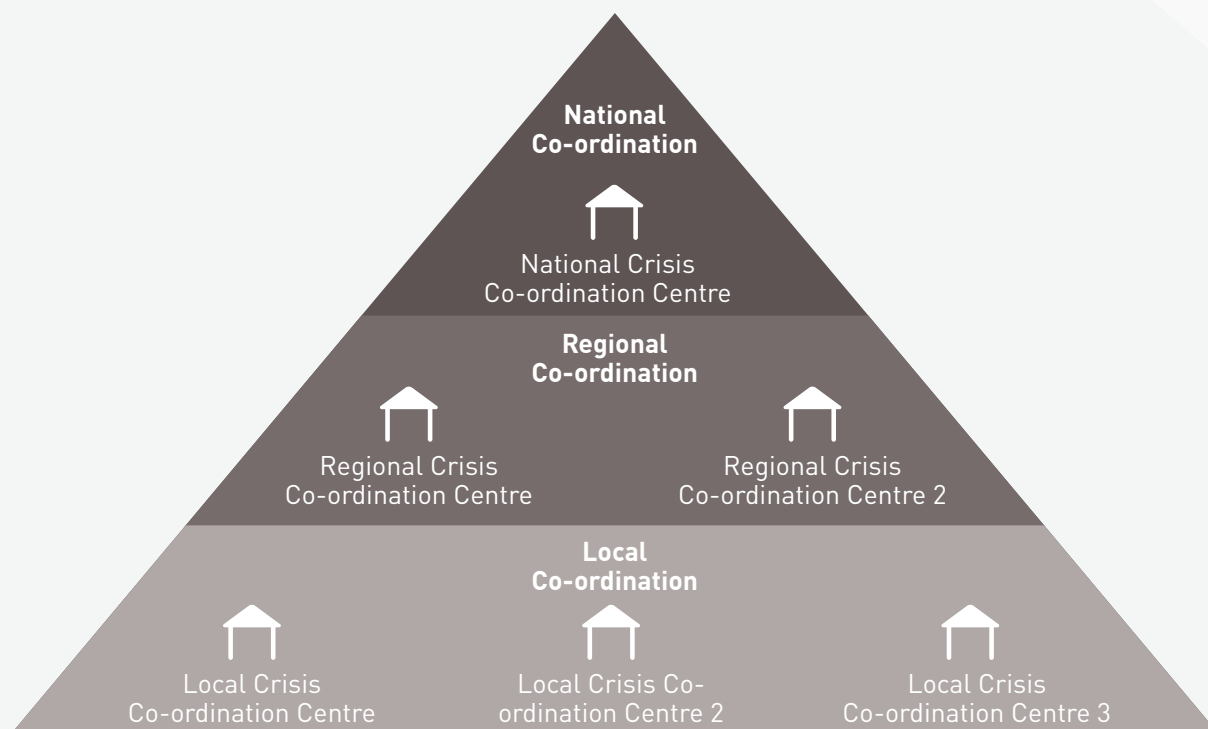 National
Co-ordination
National Crisis
Co-ordination Centre
Regional
Co-ordination
Regional Crisis
Co-ordination Centre
Regional Crisis
Co-ordination Centre 2
Local
Co-ordination
Local Crisis
Co-ordination Centre
Local Crisis Co-
ordination Centre 2
Local Crisis
Co-ordination Centre 3